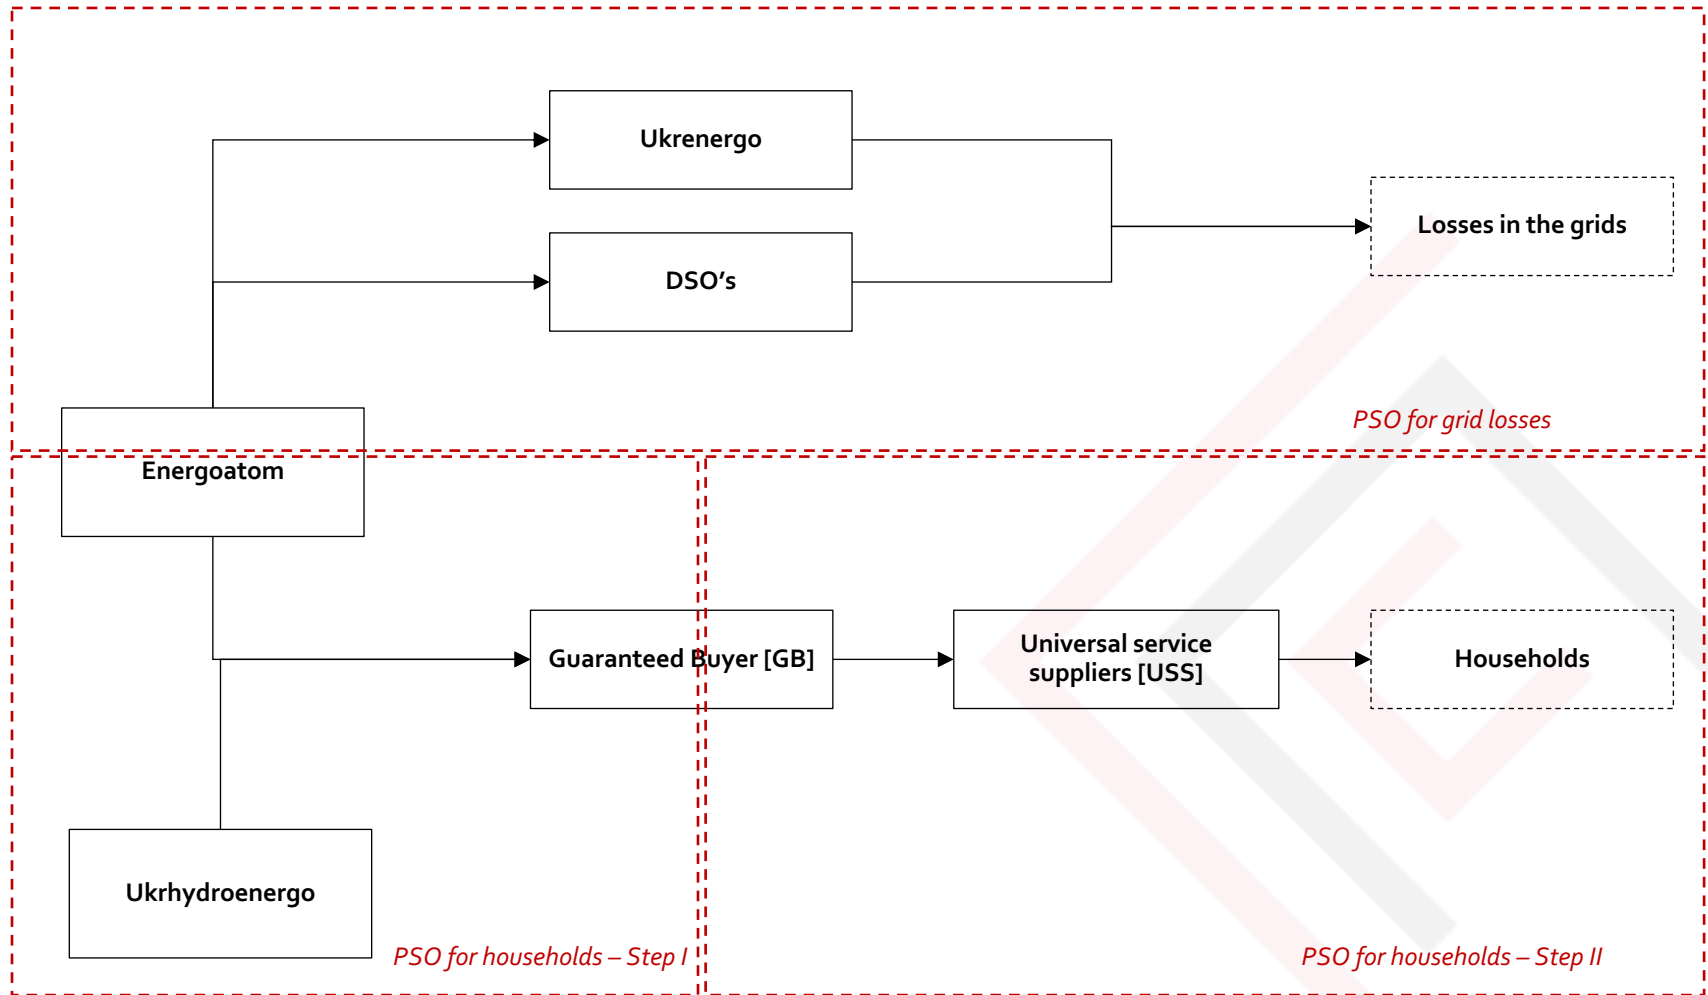 Ukrenergo
Losses in the grids
DSO's
PSO for grid losses
Energoatom
Guaranteed Buyer [GB]
Universal service
suppliers [USS]
Households
Ukrhydroenergo
PSO for households – Step I
PSO for households – Step II